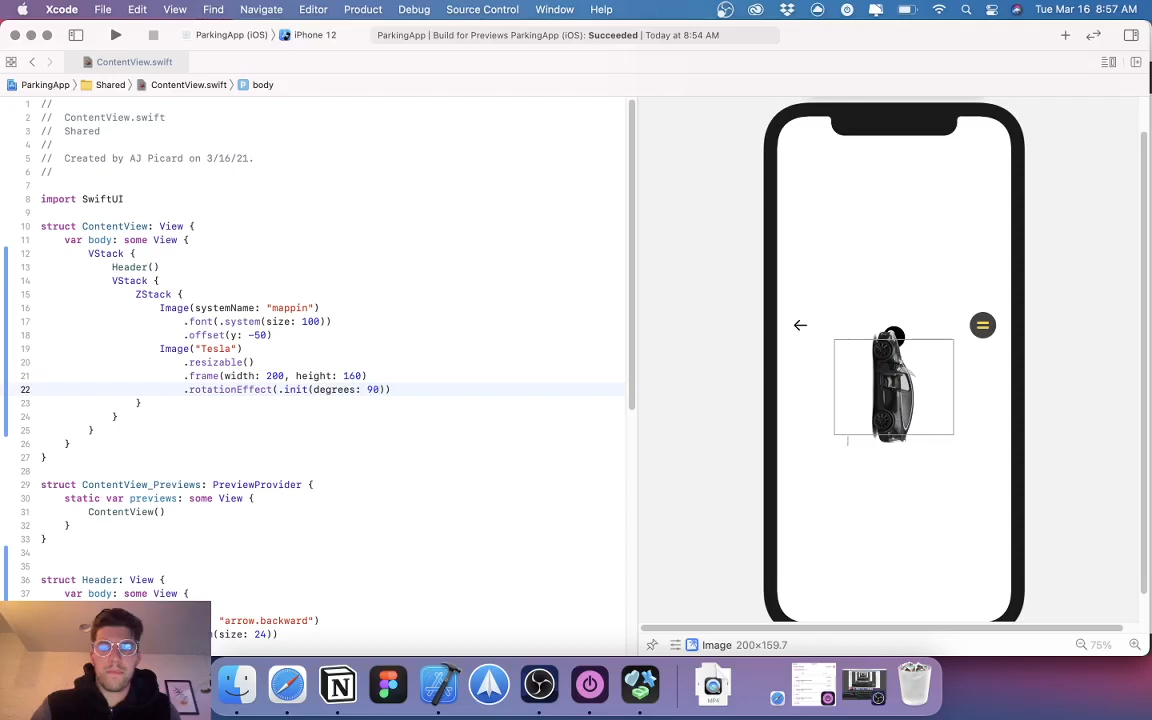 Xcode File Edit View Find Navigate Editor Product Debug Source Control Window Help Tue Mar 16 8:57 AM
ParkingApp (iOS) 〉 iPhone 12 ParkingApp | Build for Previews ParkingApp (iOS): Succeeded | Today at 8:54 AM
ContentView.swift
ParkingApp 〉 Shared 〉 ContentView.swift 〉 P body
1 //
2 // ContentView.swift
3 // Shared
4 //
5 // Created by AJ Picard on 3/16/21.
6 //
7
8 import SwiftUI
9
10 struct ContentView: View {
11 var body: some View {
12 VStack {
13 Header()
14 VStack {
15 ZStack {
16 Image(systemName: "mappin")
17 .font(.system(size: 100))
18 .offset(y: -50)
19 Image("Tesla")
20 .resizable()
21 .frame(width: 200, height: 160)
22 .rotationEffect(.init(degrees: 90))
23 }
24 }
25 }
26 }
27 }
28
29 struct ContentView_Previews: PreviewProvider {
30 static var previews: some View {
31 ContentView()
32 }
33 }
34
35
36 struct Header: View {
37 var body: some View {
"arrow.backward")
(size: 24))
Image 200×159.7 75%
MP4